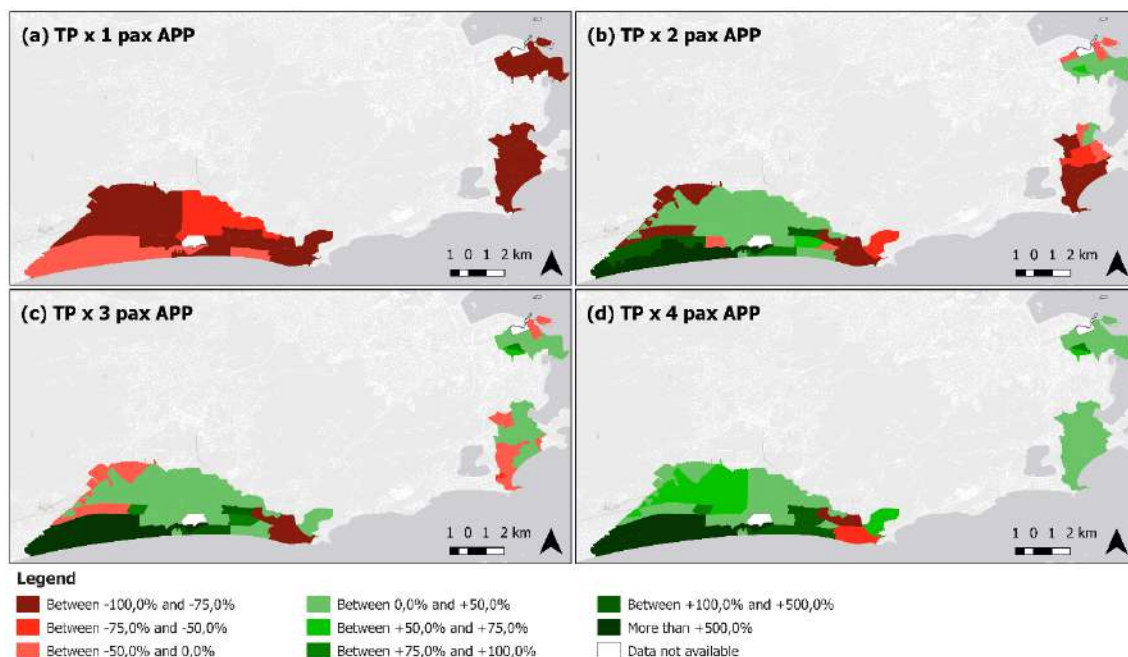 (a) TP x 1 pax APP
1 0 1 2 km
(b) TP x 2 pax APP
1 0 1 2 km
(c) TP x 3 pax APP
1 0 1 2 km
(d) TP x 4 pax APP
1 0 1 2 km
Legend
Between -100,0% and -75,0%
Between -75,0% and -50,0%
Between -50,0% and 0,0%
Between 0,0% and +50,0%
Between +50,0% and +75,0%
Between +75,0% and +100,0%
Between +100,0% and +500,0%
More than +500,0%
Data not available